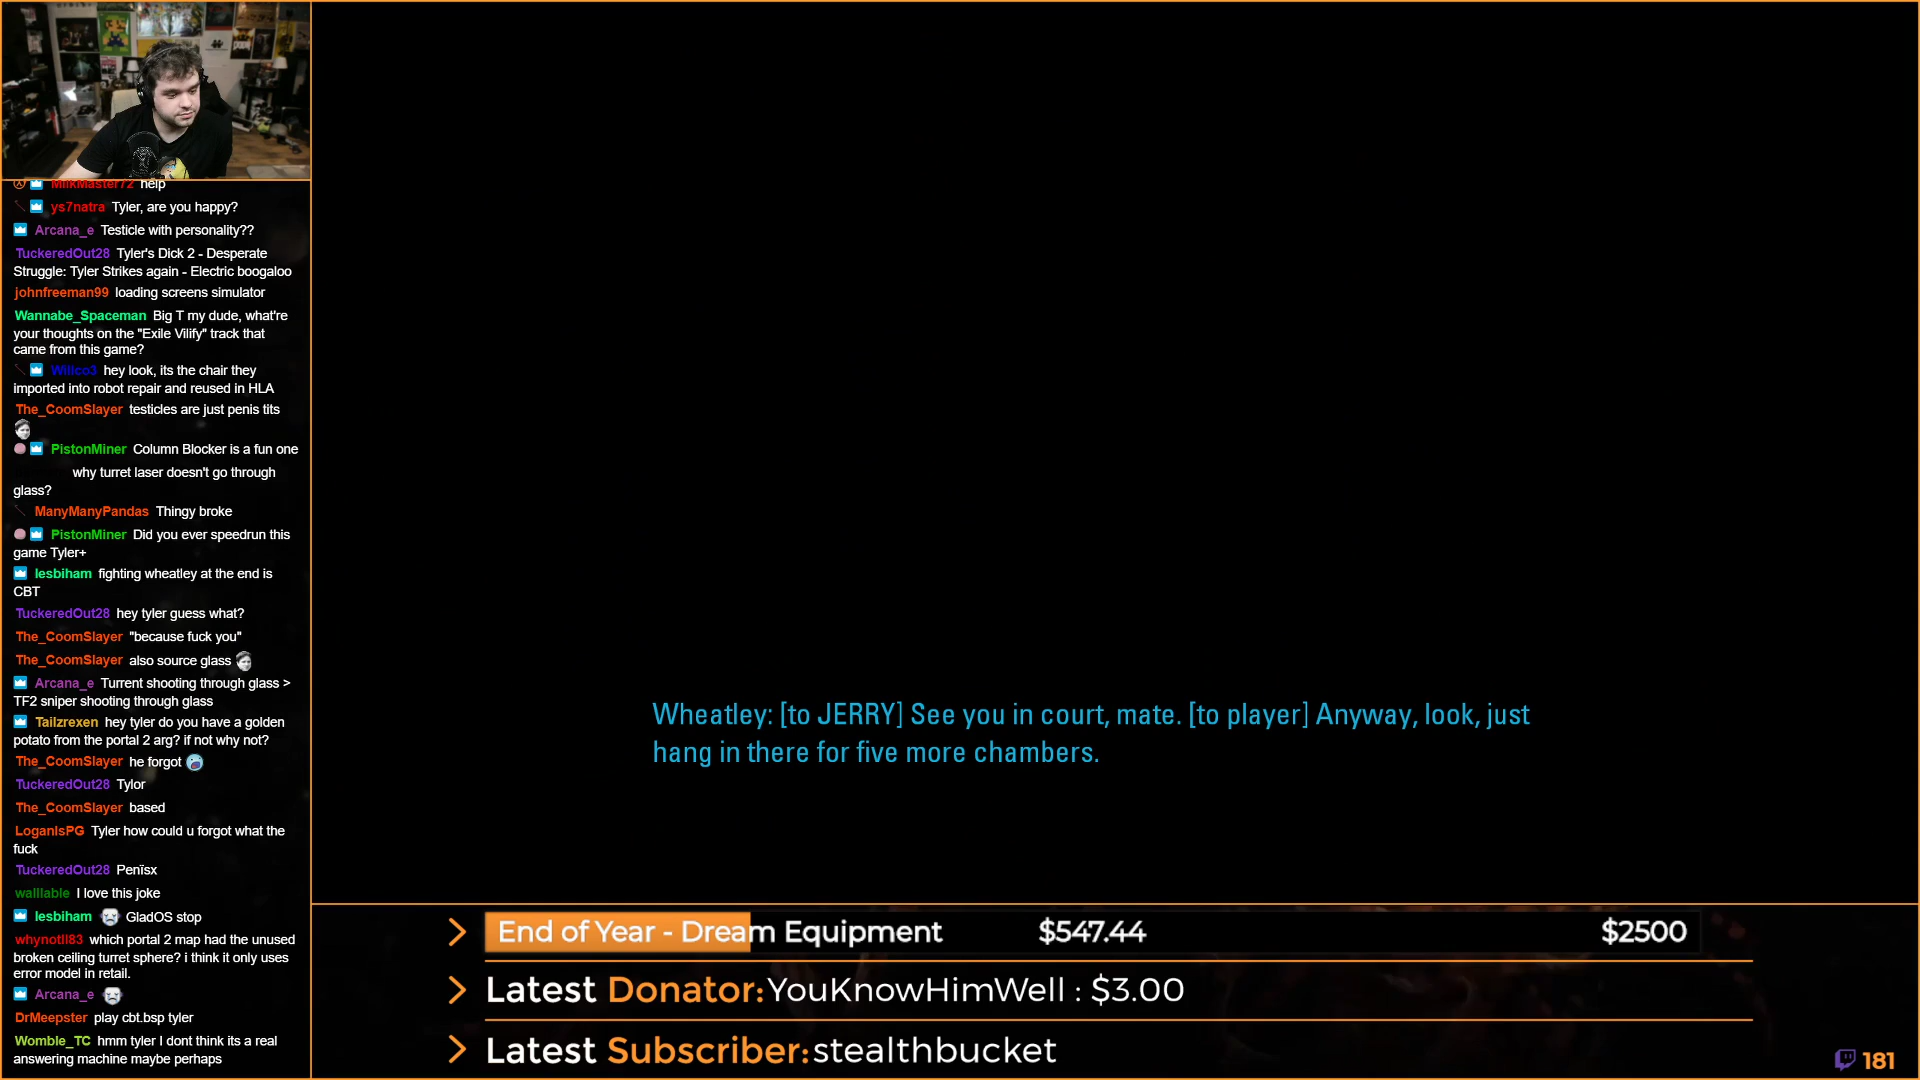 MilkMaster72 help
ys7natra Tyler, are you happy?
Arcana_e Testicle with personality??
TuckeredOut28 Tyler's Dick 2 - Desperate
Struggle: Tyler Strikes again - Electric boogaloo
johnfreeman99 loading screens simulator
Wannabe_Spaceman Big T my dude, what're
your thoughts on the "Exile Vilify" track that
came from this game?
Willco3 hey look, its the chair they
imported into robot repair and reused in HLA
The_CoomSlayer testicles are just penis tits
PistonMiner Column Blocker is a fun one
why turret laser doesn't go through
glass?
ManyManyPandas Thingy broke
PistonMiner Did you ever speedrun this
game Tyler+
lesbiham fighting wheatley at the end is
CBT
TuckeredOut28 hey tyler guess what?
The_CoomSlayer "because fuck you"
The_CoomSlayer also source glass
Arcana_e Turrent shooting through glass >
TF2 sniper shooting through glass
Tailzrexen hey tyler do you have a golden
potato from the portal 2 arg? if not why not?
The_CoomSlayer he forgot
TuckeredOut28 Tylor
The_CoomSlayer based
LoganIsPG Tyler how could u forgot what the
fuck
TuckeredOut28 Penïsx
walllable I love this joke
lesbiham GladOS stop
whynotll83 which portal 2 map had the unused
broken ceiling turret sphere? i think it only uses
error model in retail.
Arcana_e
DrMeepster play cbt.bsp tyler
Womble_TC hmm tyler I dont think its a real
answering machine maybe perhaps
Wheatley: [to JERRY] See you in court, mate. [to player] Anyway, look, just
hang in there for five more chambers.
End of Year - Dream Equipment $547.44 $2500
Latest Donator:YouKnowHimWell : $3.00
Latest Subscriber:stealthbucket
181